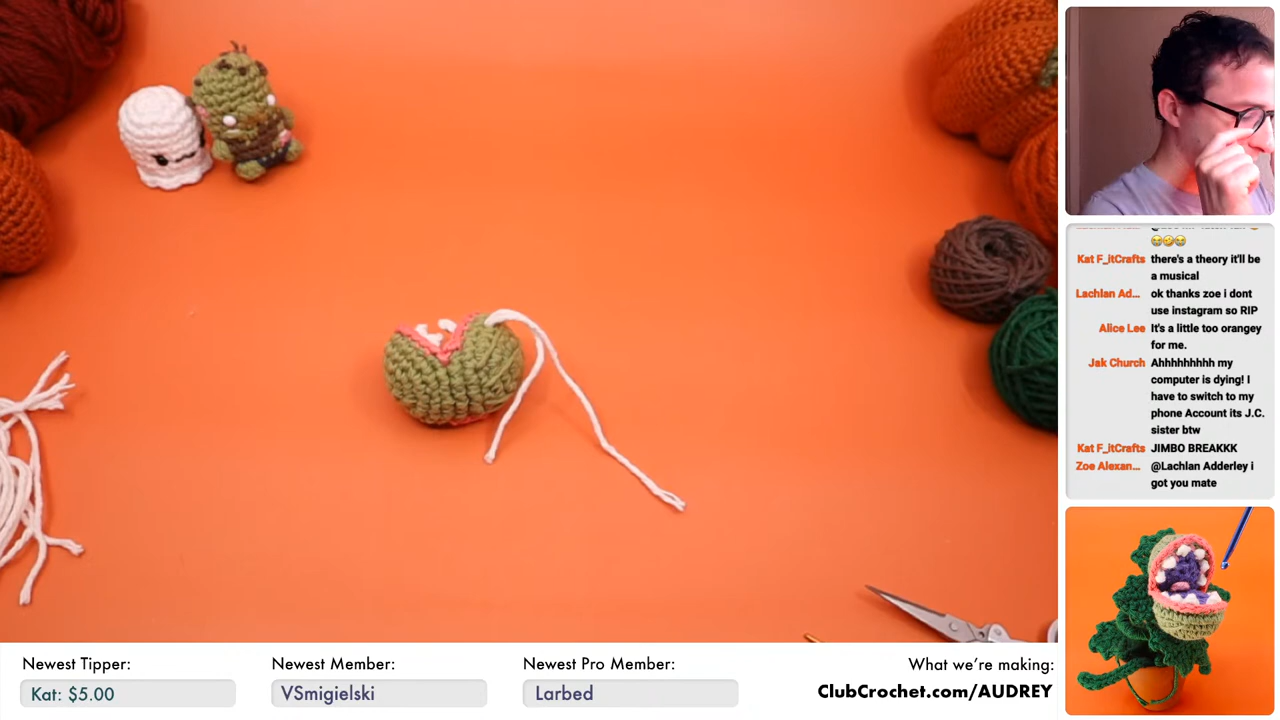 Kat F_itCrafts there's a theory it'll be
a musical
Lachlan Ad... ok thanks zoe i dont
use instagram so RIP
Alice Lee It's a little too orangey
for me.
Jak Church Ahhhhhhhhh my
computer is dying! I
have to switch to my
phone Account its J.C.
sister btw
Kat F_itCrafts JIMBO BREAKKK
Zoe Alexan... @Lachlan Adderley i
got you mate
Newest Tipper: Newest Member: Newest Pro Member: What we're making:
Kat: $5.00 VSmigielski Larbed ClubCrochet.com/AUDREY